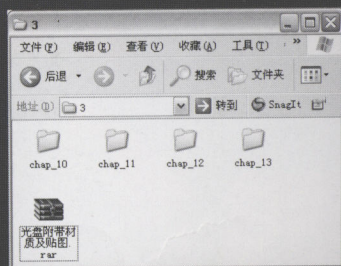 3
文件(F) 编辑(E) 查看(V) 收藏(A) 工具(T) »
后退 搜索 文件夹
地址(D) 3 转到 SnagIt
chap_10 chap_11 chap_12 chap_13
光盘附带材
质及贴图.
rar